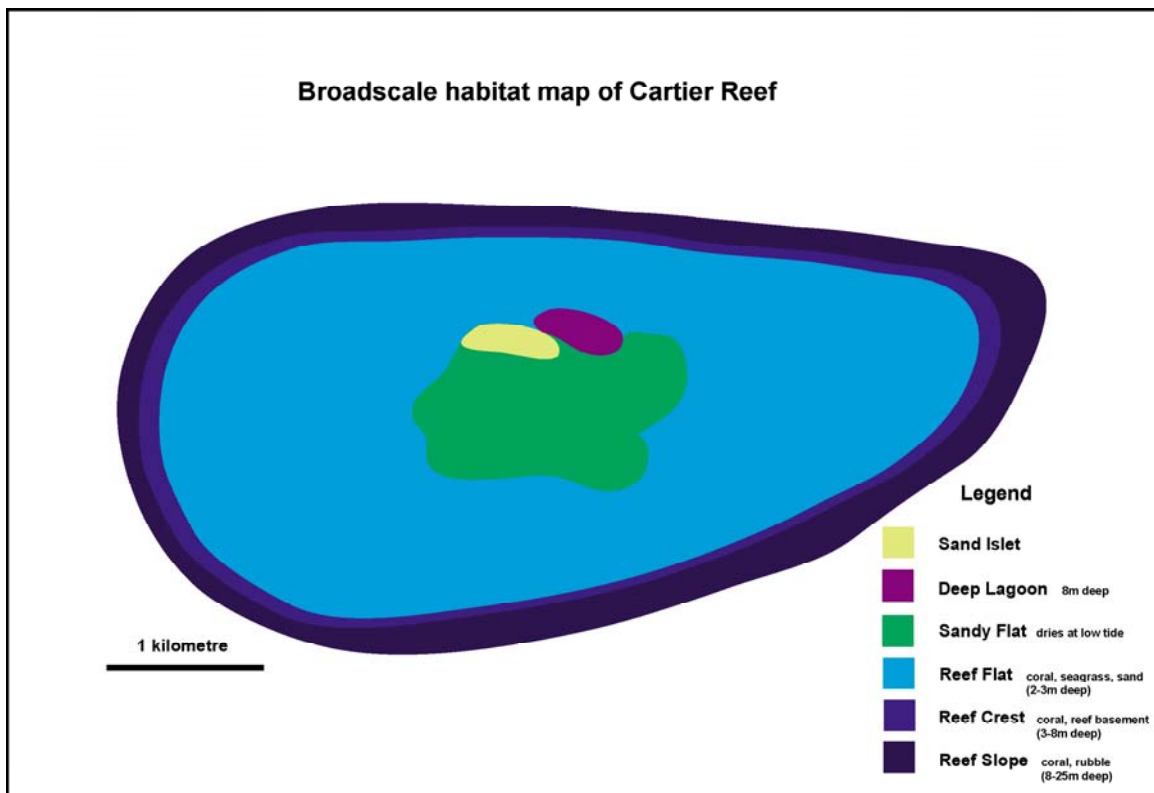 Broadscale habitat map of Cartier Reef
Legend
Sand Islet
Deep Lagoon 8m deep
Sandy Flat dries at low tide
Reef Flat coral, seagrass, sand
(2-3m deep)
Reef Crest coral, reef basement
(3-8m deep)
Reef Slope coral, rubble
(8-25m deep)
1 kilometre